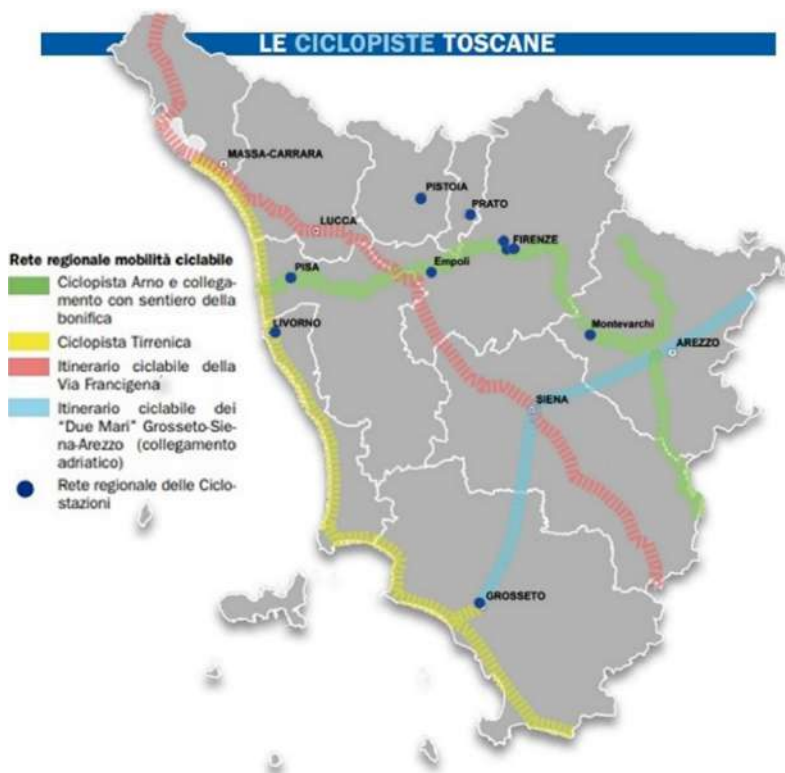 LE CICLOPISTE TOSCANE
MASSA-CARRARA
PISTOIA
PRATO
LUCCA
FIRENZE
Empoli
PISA
LIVORNO
Montevarchi
AREZZO
SIENA
GROSSETO
Rete regionale mobilità ciclabile
Ciclopista Arno e collega-
mento con sentiero della
bonifica
Ciclopista Tirrenica
Itinerario ciclabile della
Via Francigena
Itinerario ciclabile dei
"Due Mari" Grosseto-Sie-
na-Arezzo (collegamento
adriatico)
Rete regionale delle Ciclo-
stazioni